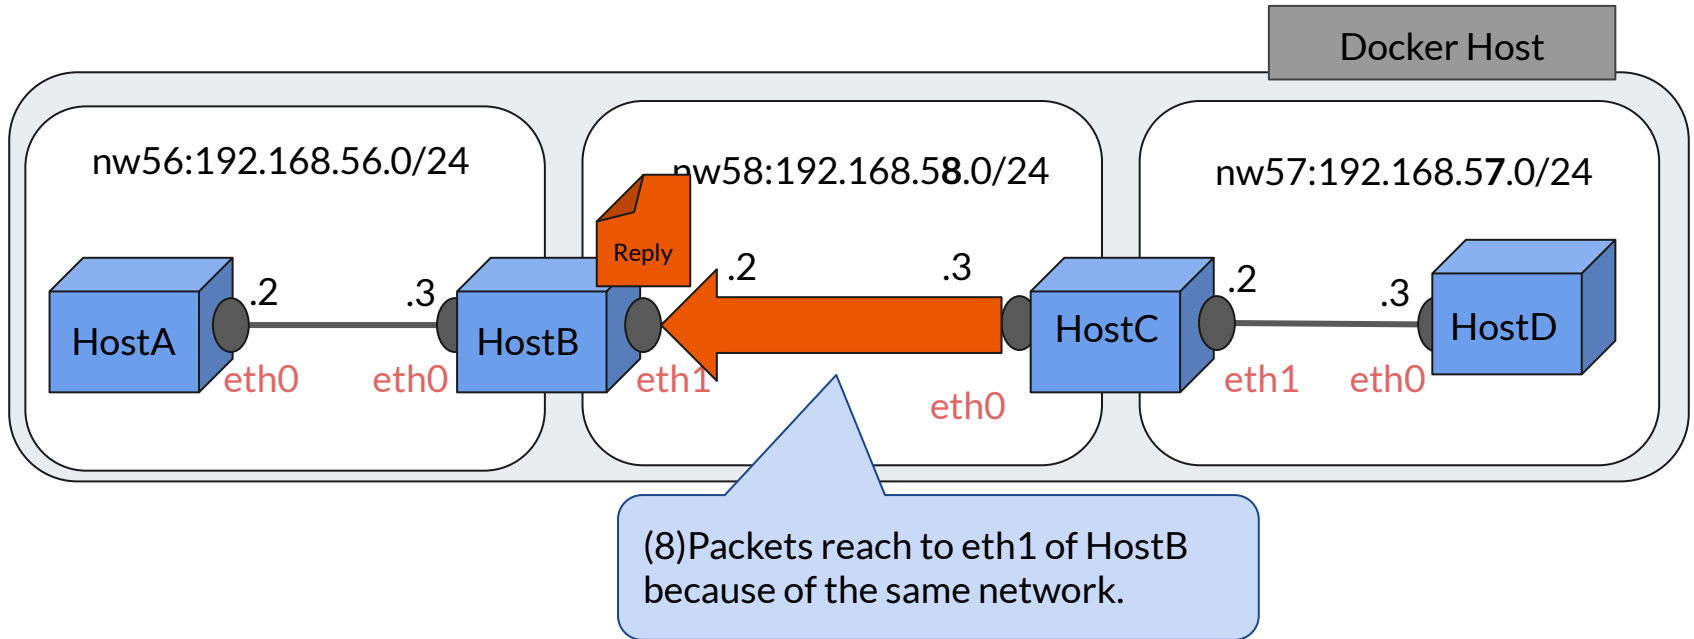 Docker Host
nw56:192.168.56.0/24
nw58:192.168.58.0/24
nw57:192.168.57.0/24
Reply
.2
.3
.2
.3
.2
.3
HostA
HostB
HostC
HostD
eth0
eth0
eth1
eth0
eth1
eth0
(8)Packets reach to eth1 of HostB
because of the same network.